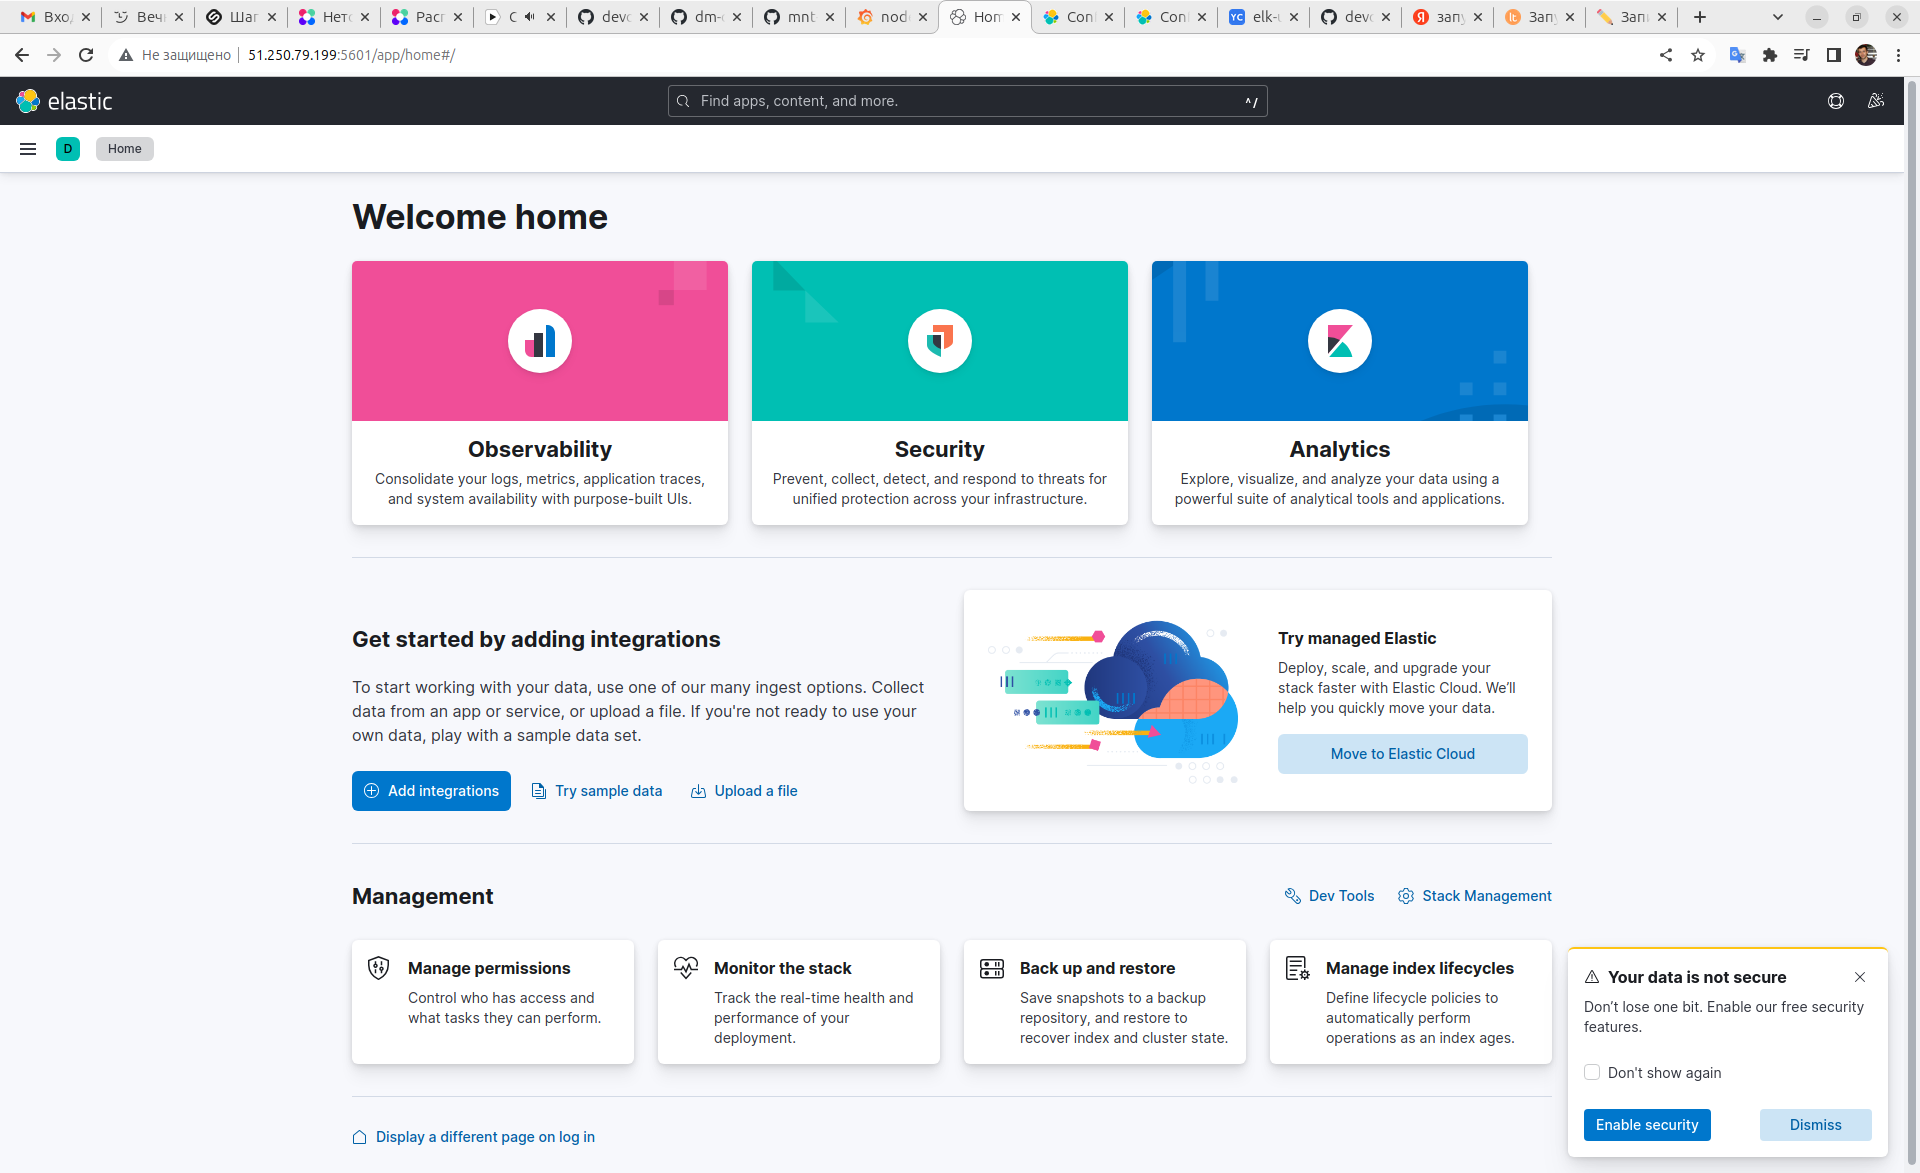 Вхо
Веч
Шаг
Нет
Рас
С
devo
dm-
mnt
nod
Hom
Con
Con
YC elk-
devo
Я зап
lt Зап
Зап
Не защищено 51.250.79.199:5601/app/home#/
elastic
Find apps, content, and more. ^/
D Home
Welcome home
Observability
Consolidate your logs, metrics, application traces,
and system availability with purpose-built UIs.
Security
Prevent, collect, detect, and respond to threats for
unified protection across your infrastructure.
Analytics
Explore, visualize, and analyze your data using a
powerful suite of analytical tools and applications.
Get started by adding integrations
To start working with your data, use one of our many ingest options. Collect
data from an app or service, or upload a file. If you're not ready to use your
own data, play with a sample data set.
Add integrations Try sample data Upload a file
Try managed Elastic
Deploy, scale, and upgrade your
stack faster with Elastic Cloud. We’ll
help you quickly move your data.
Move to Elastic Cloud
Management
Dev Tools Stack Management
Manage permissions
Control who has access and
what tasks they can perform.
Monitor the stack
Track the real-time health and
performance of your
deployment.
Back up and restore
Save snapshots to a backup
repository, and restore to
recover index and cluster state.
Manage index lifecycles
Define lifecycle policies to
automatically perform
operations as an index ages.
Display a different page on log in
Your data is not secure
Don’t lose one bit. Enable our free security
features.
Don't show again
Enable security Dismiss